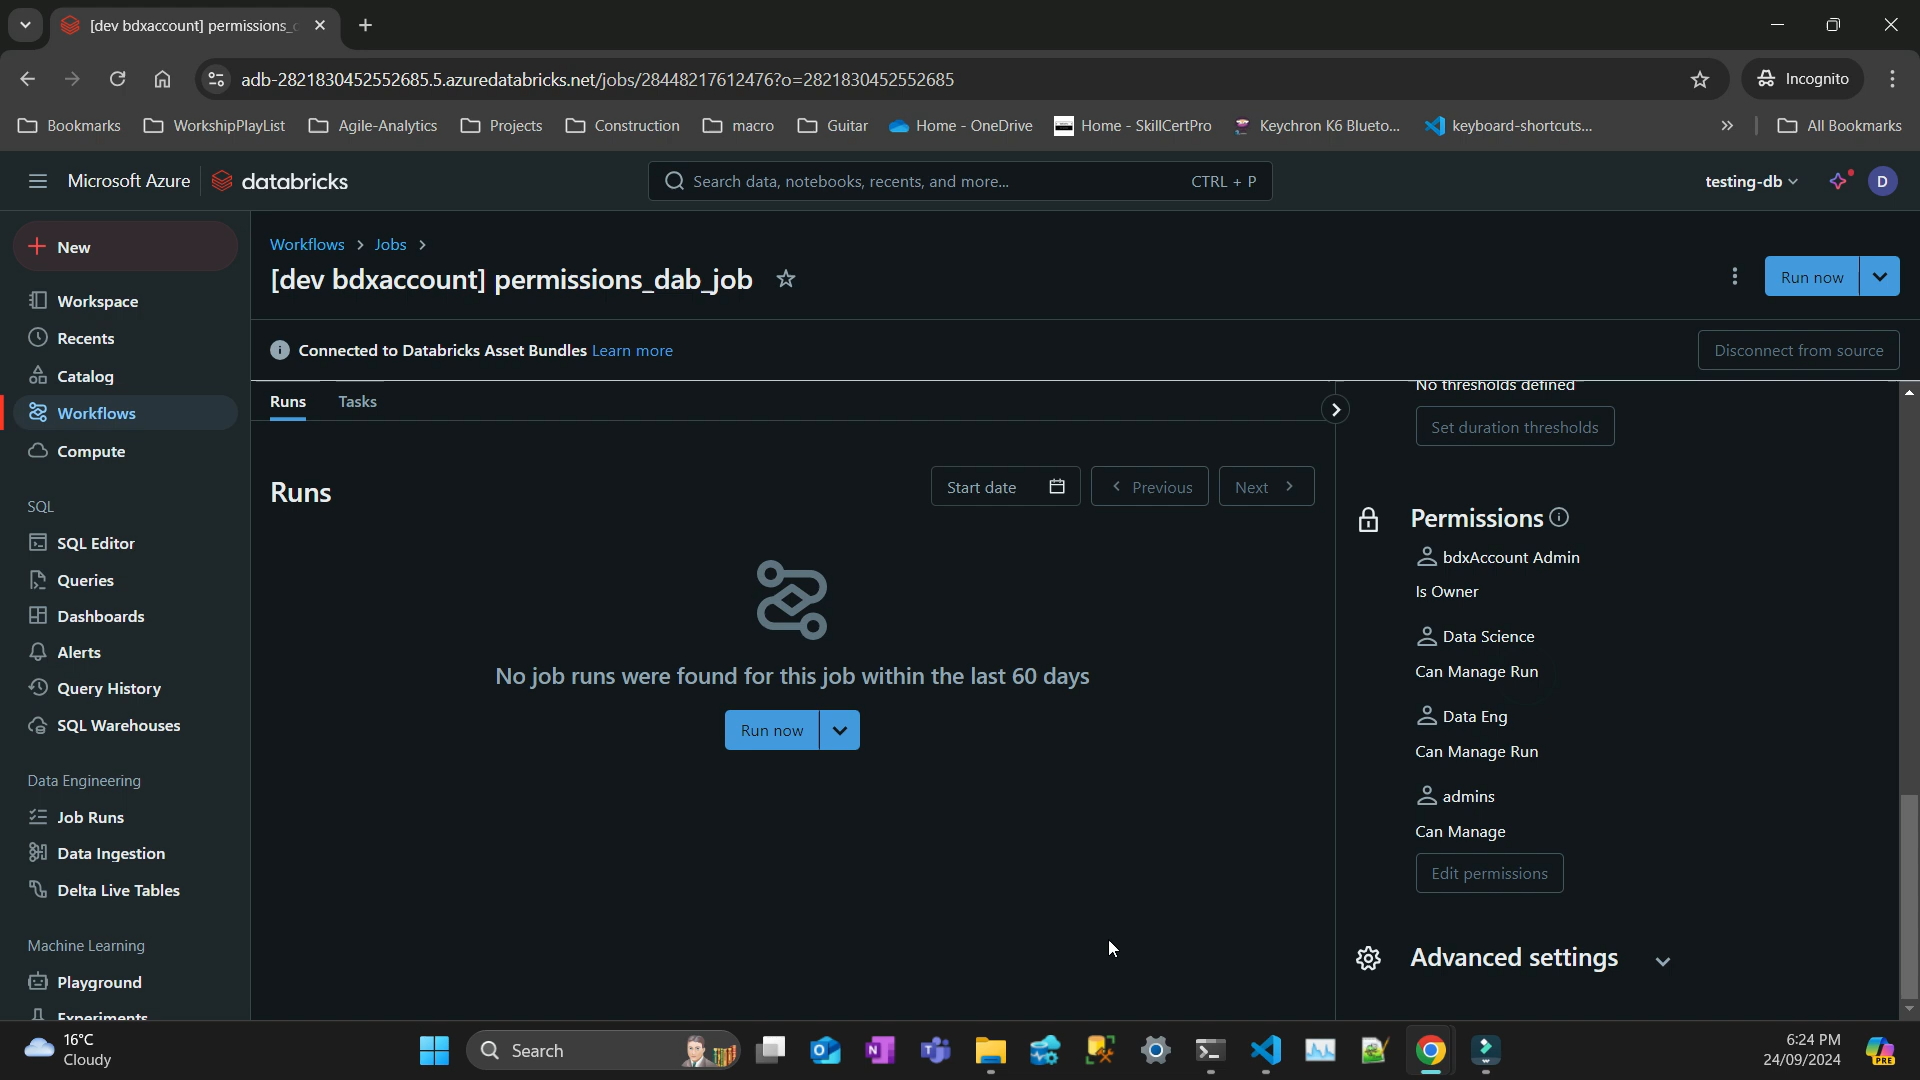 [dev bdxaccount] permissions_c
adb-2821830452552685.5.azuredatabricks.net/jobs/28448217612476?o=2821830452552685
Incognito
Bookmarks
WorkshipPlayList
Agile-Analytics
Projects
Construction
macro
Guitar
Home - OneDrive
Home - SkillCertPro
Keychron K6 Blueto...
keyboard-shortcuts...
»
All Bookmarks
Microsoft Azure
databricks
Search data, notebooks, recents, and more...
CTRL + P
testing-db
D
New
Workflows > Jobs >
[dev bdxaccount] permissions_dab_job
Run now
Workspace
Recents
Catalog
Workflows
Compute
Connected to Databricks Asset Bundles Learn more
Disconnect from source
Runs
Tasks
No thresholds defined
Set duration thresholds
Runs
Start date
Previous
Next
SQL
SQL Editor
Queries
Dashboards
Alerts
Query History
SQL Warehouses
No job runs were found for this job within the last 60 days
Run now
Permissions
bdxAccount Admin
Is Owner
Data Science
Can Manage Run
Data Eng
Can Manage Run
admins
Can Manage
Edit permissions
Advanced settings
Data Engineering
Job Runs
Data Ingestion
Delta Live Tables
Machine Learning
Playground
Experiments
16°C
Cloudy
Search
6:24 PM
24/09/2024
PRE